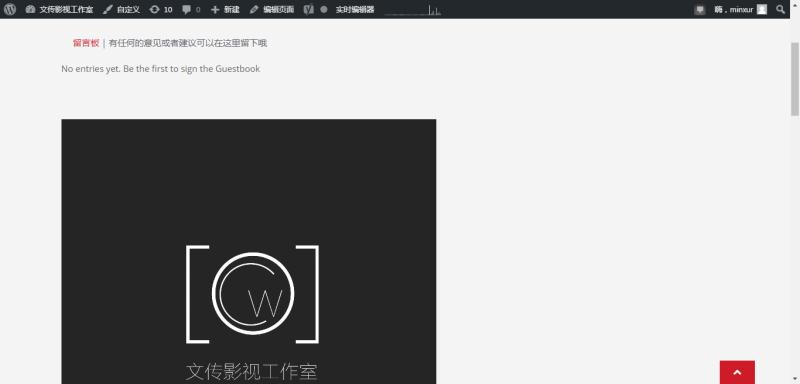 文传影视工作室 自定义 10 0 新建 编辑页面 实时编辑器 嗨，minxur
留言板 | 有任何的意见或者建议可以在这里留下哦
No entries yet. Be the first to sign the Guestbook
CW
文传影视工作室